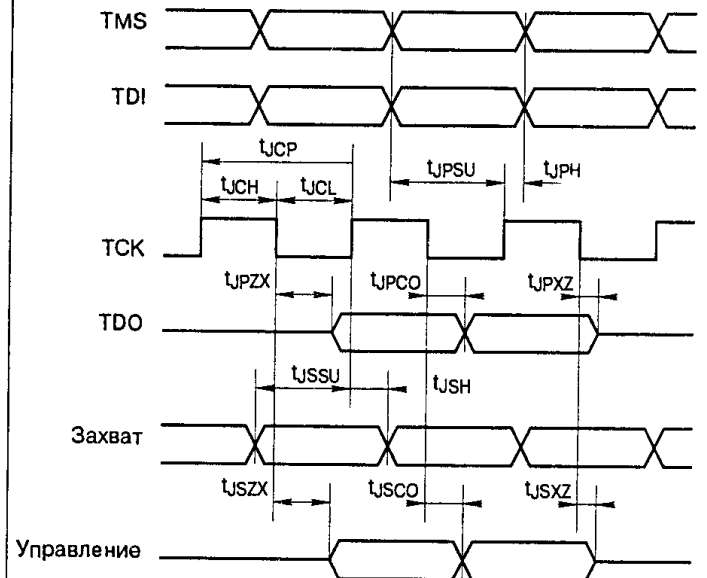 TMS
TDI
tJCP
tJCH tJCL tJPSU tJPH
TCK
tJPZX tJPCO tJPXZ
TDO
tJSSU tJSH
Захват
tJSZX tJSCO tJSXZ
Управление